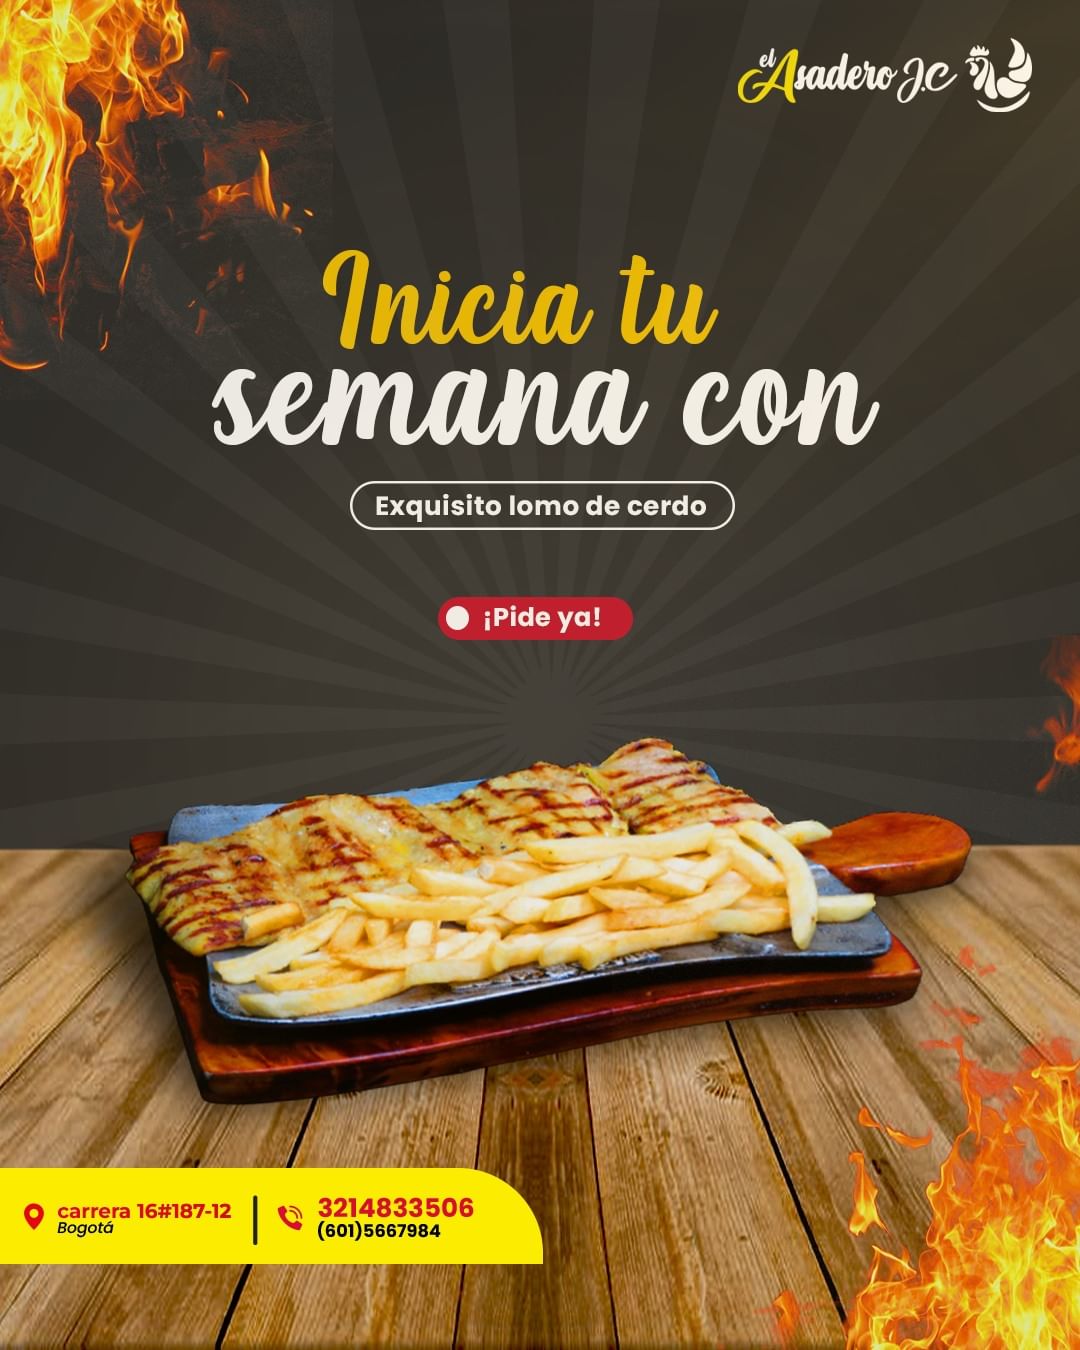 el Asadero J.C
Inicia tu
semana con
Exquisito lomo de cerdo
¡Pide ya!
carrera 16#187-12
Bogotá
3214833506
(601)5667984